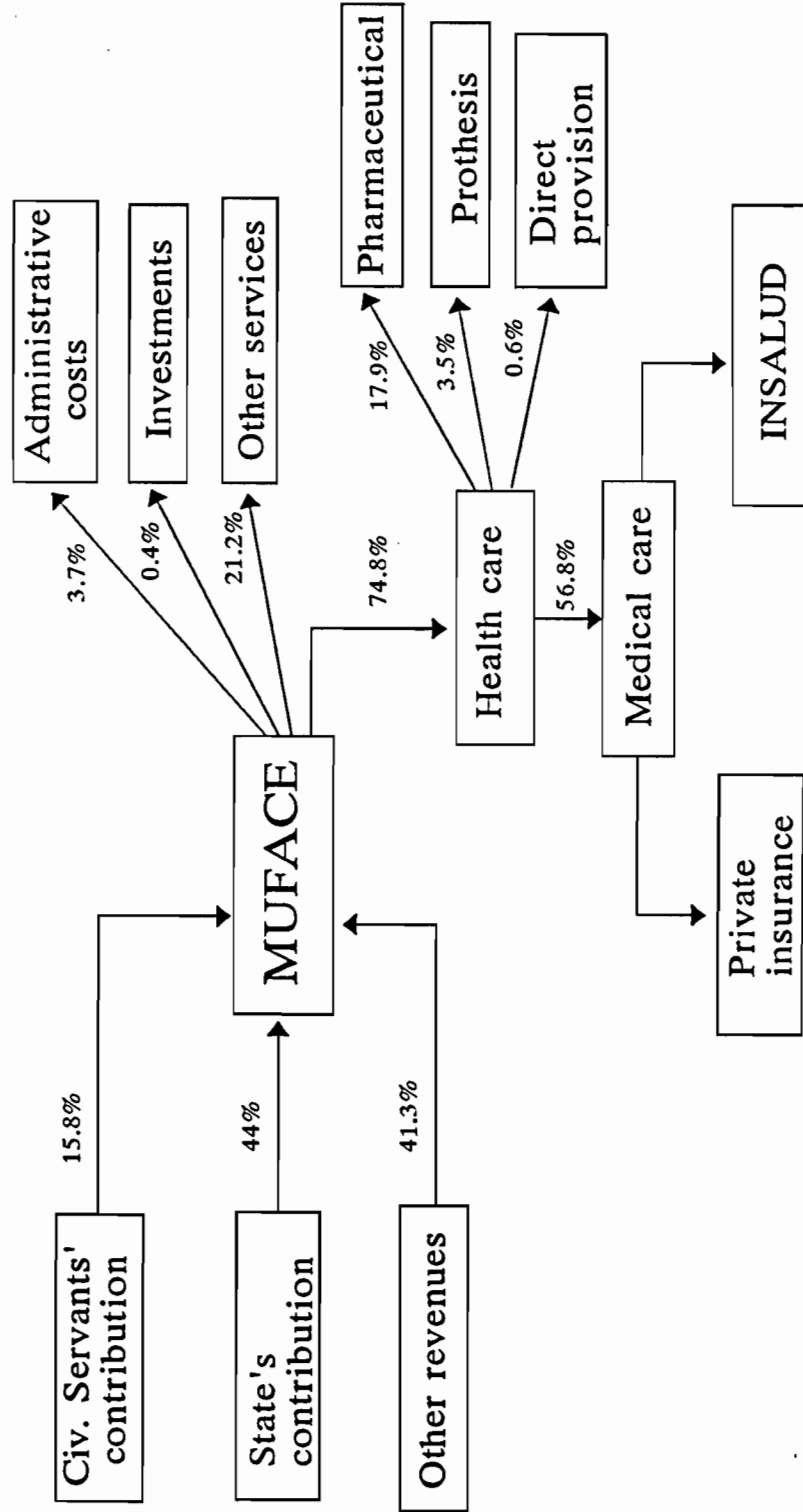 Civ. Servants'
contribution
15.8%
State's
contribution
44%
Other revenues
41.3%
MUFACE
3.7%
Administrative
costs
0.4%
Investments
21.2%
Other services
74.8%
Health care
17.9%
Pharmaceutical
3.5%
Prothesis
0.6%
Direct
provision
56.8%
Medical care
Private
insurance
INSALUD